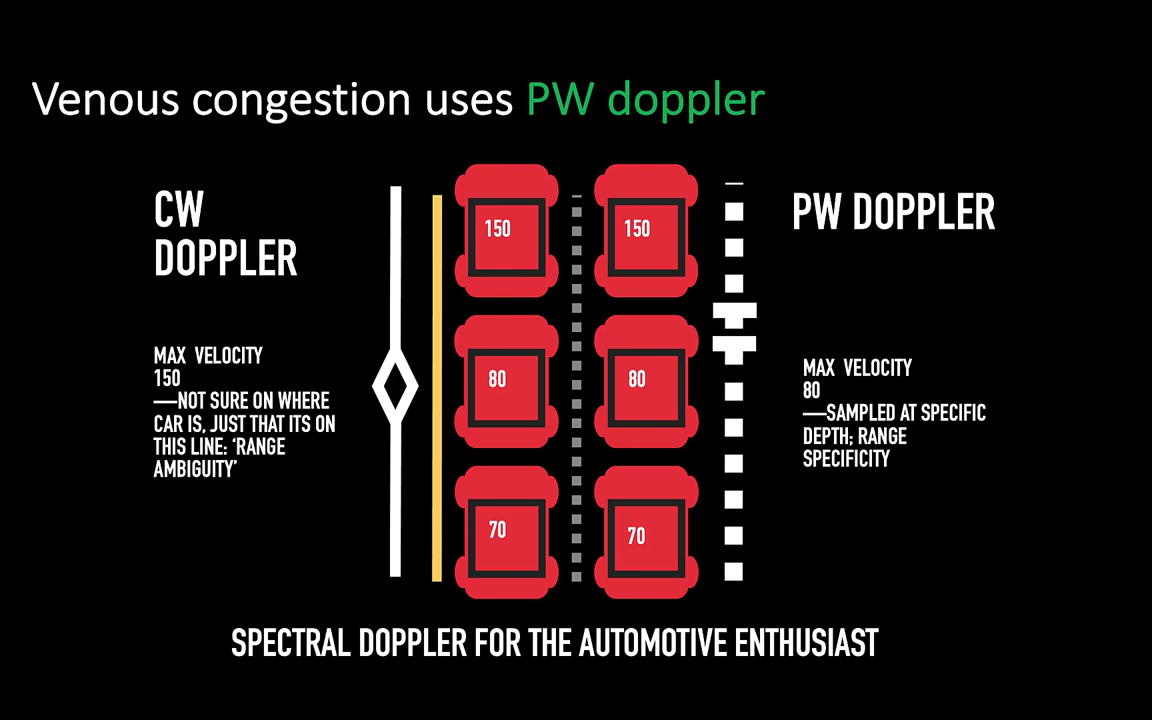 Venous congestion uses PW doppler
CW
DOPPLER
MAX VELOCITY
150
—NOT SURE ON WHERE
CAR IS, JUST THAT ITS ON
THIS LINE: ‘RANGE
AMBIGUITY’
150
150
80
80
70
70
PW DOPPLER
MAX VELOCITY
80
—SAMPLED AT SPECIFIC
DEPTH; RANGE
SPECIFICITY
SPECTRAL DOPPLER FOR THE AUTOMOTIVE ENTHUSIAST